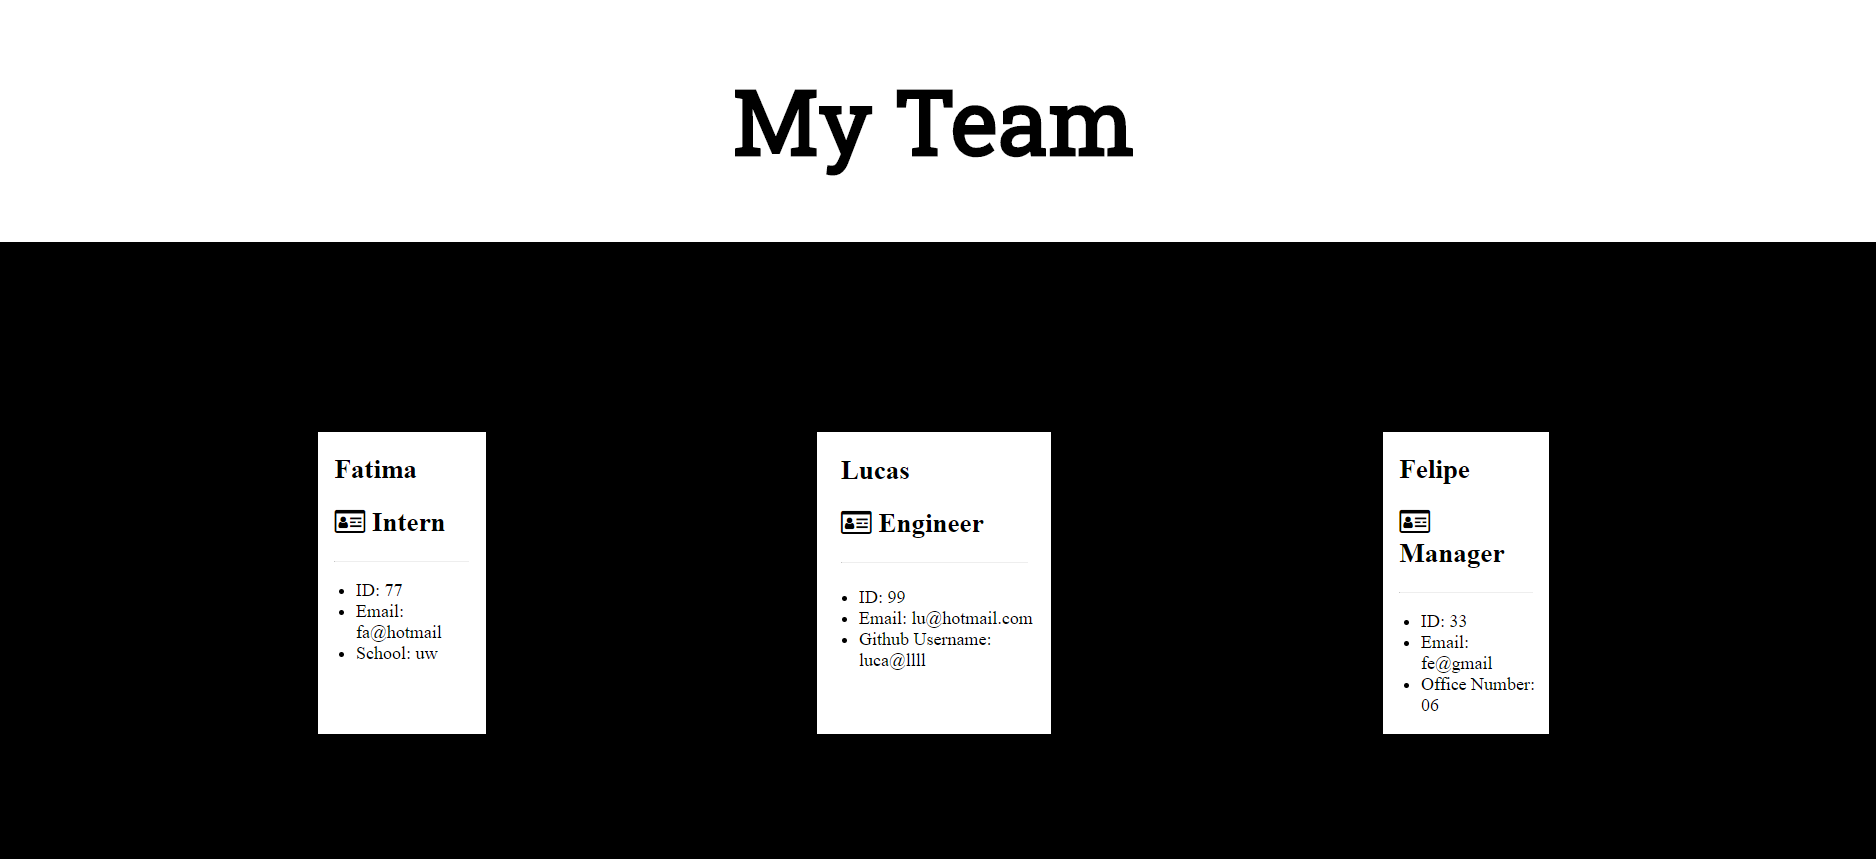 My Team
Fatima
Intern
ID: 77
Email:
fa@hotmail
School: uw
Lucas
Engineer
ID: 99
Email: lu@hotmail.com
Github Username:
luca@llll
Felipe
Manager
ID: 33
Email:
fe@gmail
Office Number:
06